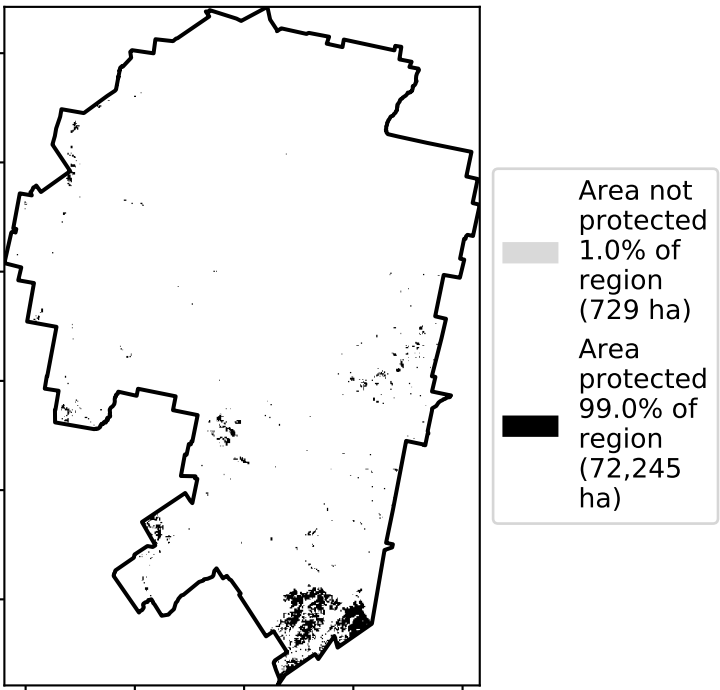 Area not
protected
1.0% of
region
(729 ha)
Area
protected
99.0% of
region
(72,245
ha)